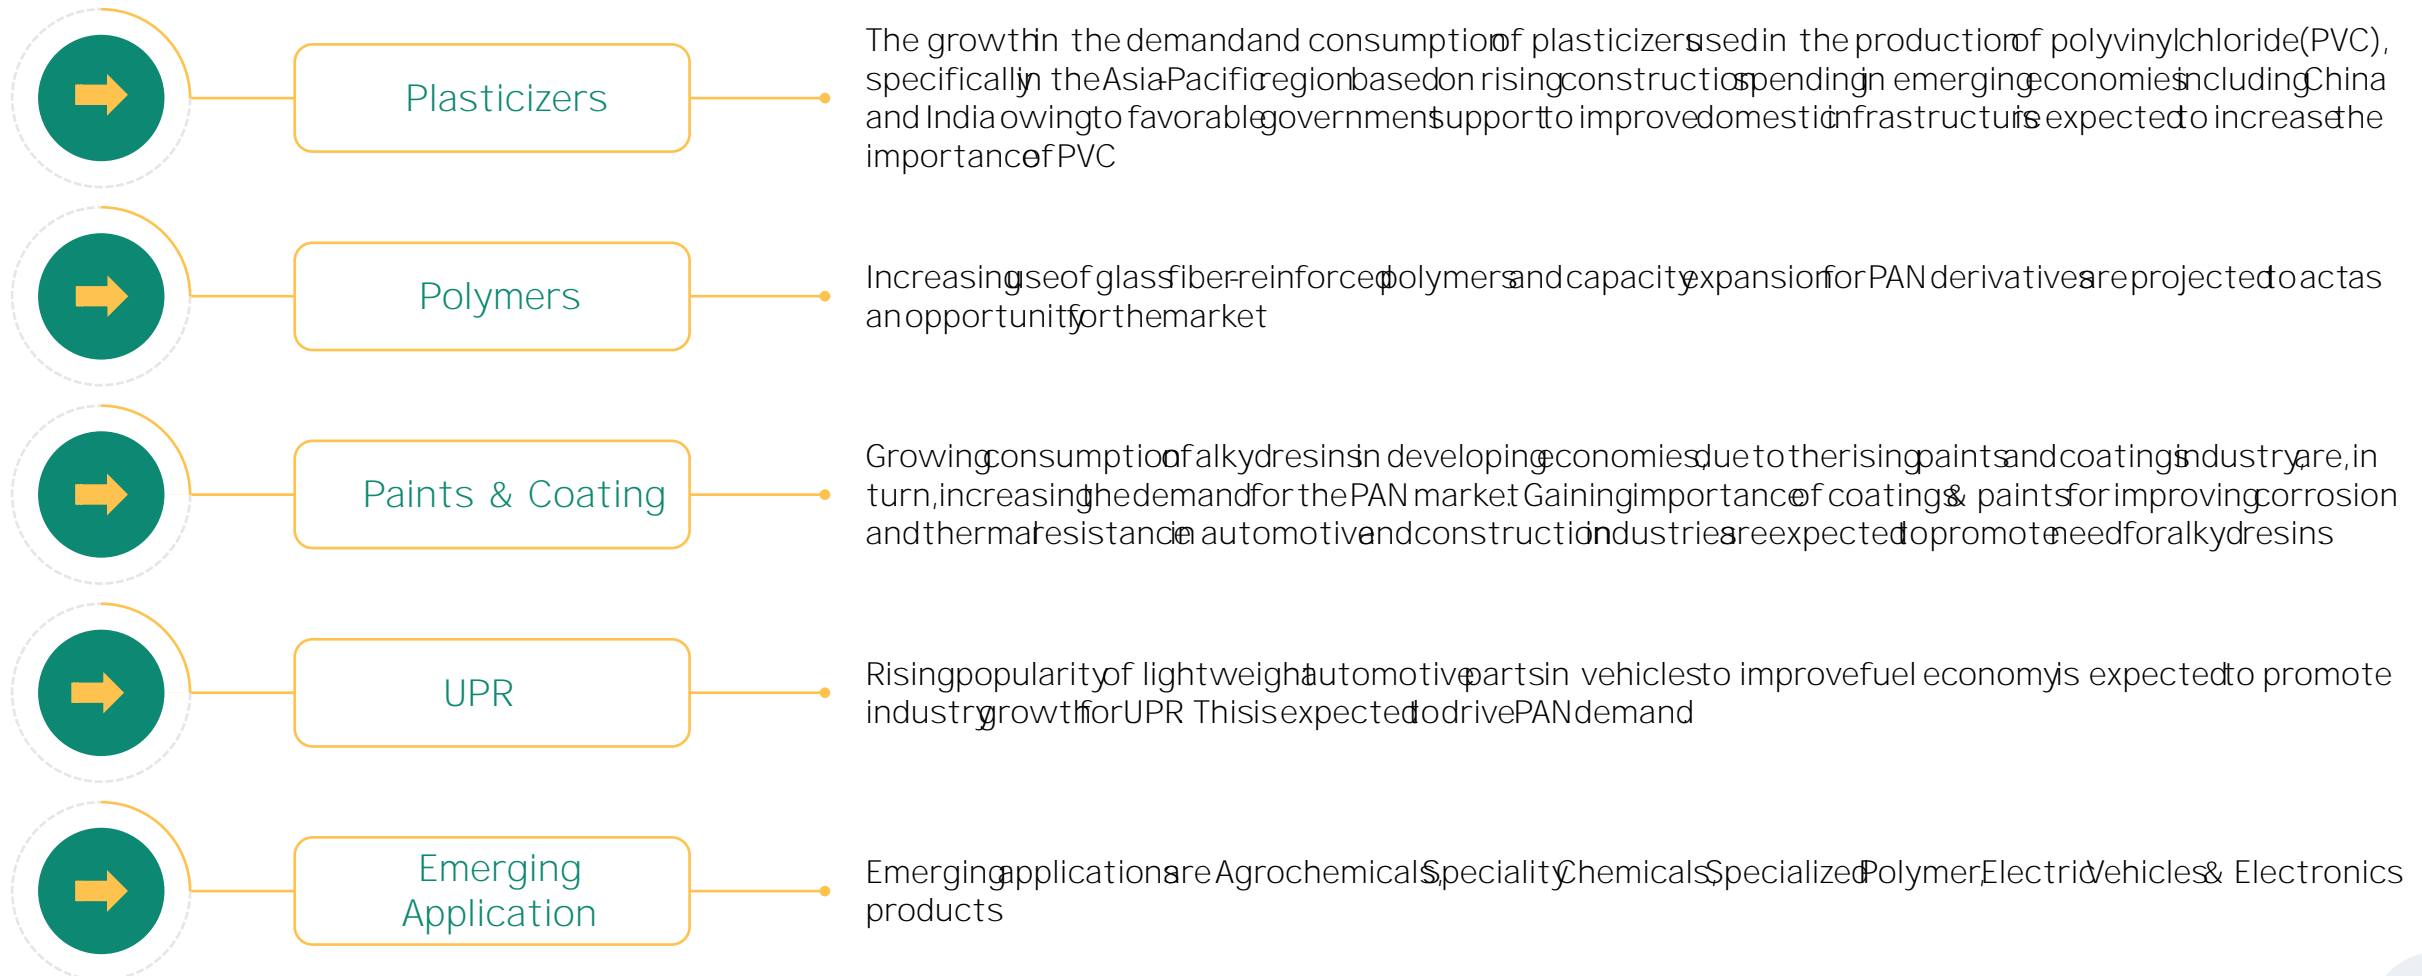 Plasticizers
The growth in the demand and consumption of plasticizers used in the production of polyvinyl chloride (PVC),
specifically in the Asia-Pacific region based on rising construction spending in emerging economies including China
and India owing to favorable government support to improve domestic infrastructure is expected to increase the
importance of PVC
Polymers
Increasing use of glass fiber-reinforced polymers and capacity expansion for PAN derivatives are projected to act as
an opportunity for the market
Paints & Coating
Growing consumption of alkyd resins in developing economies, due to the rising paints and coatings industry, are, in
turn, increasing the demand for the PAN market. Gaining importance of coatings & paints for improving corrosion
and thermal resistance in automotive and construction industries are expected to promote need for alkyd resins.
UPR
Rising popularity of lightweight automotive parts in vehicles to improve fuel economy is expected to promote
industry growth for UPR. This is expected to drive PAN demand.
Emerging
Application
Emerging applications are Agrochemicals, Speciality Chemicals, Specialized Polymer, Electric Vehicles & Electronics
products